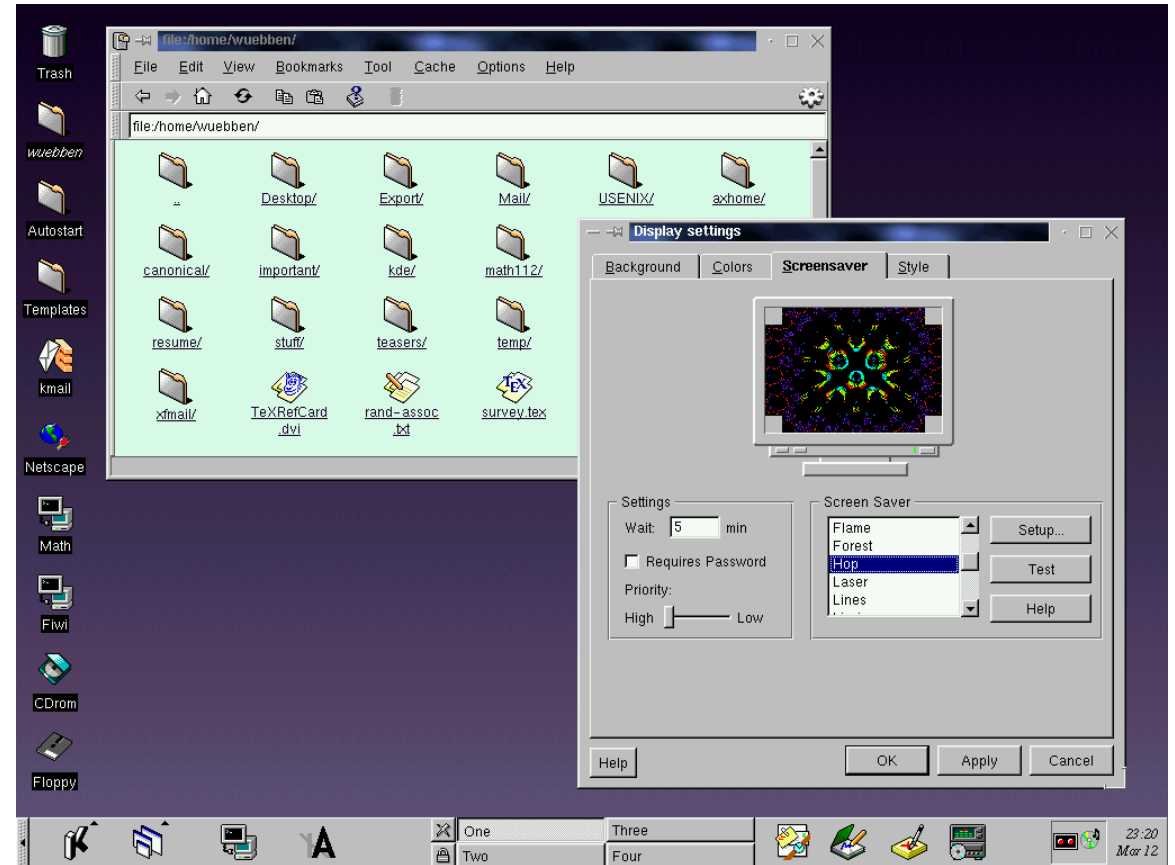 Trash
wuebben
Autostart
Templates
kmail
Netscape
Math
Fiwi
CDrom
Floppy
file:/home/wuebben/
File Edit View Bookmarks Tool Cache Options Help
file:/home/wuebben/
.. Desktop/ Export/ Mail/ USENIX/ axhome/
canonical/ important/ kde/ math112/
resume/ stuff/ teasers/ temp/
xfmail/ TeXRefCard rand-assoc survey.tex
.dvi .txt
Display settings
Background Colors Screensaver Style
Settings
Wait: 5 min
Requires Password
Priority:
High Low
Screen Saver
Flame
Forest
Hop
Laser
Lines
Setup...
Test
Help
Help OK Apply Cancel
One Three
Two Four
23:20
Mar 12